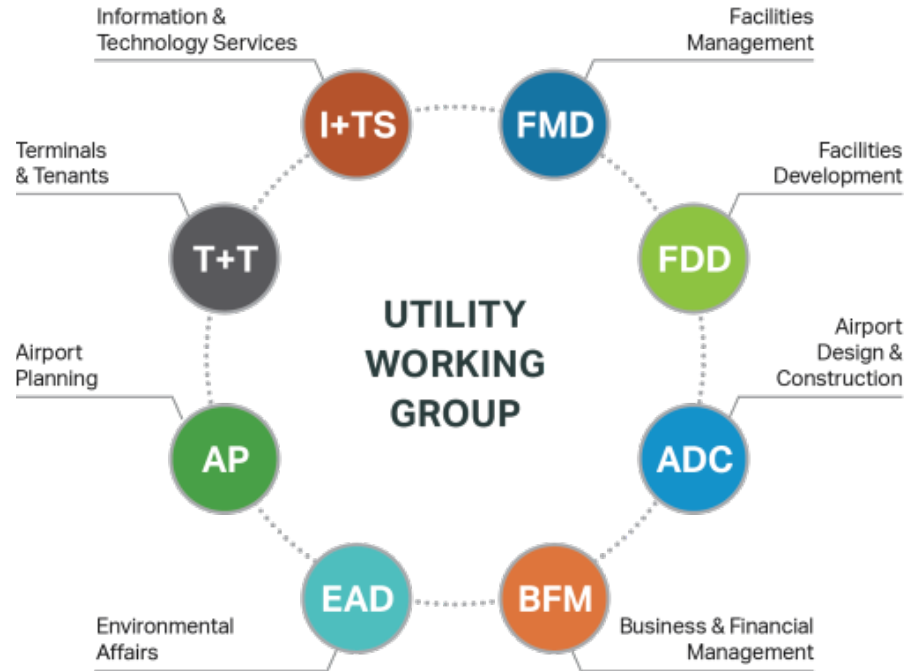 Information &
Technology Services
Facilities
Management
I+TS
FMD
Terminals
& Tenants
Facilities
Development
T+T
FDD
UTILITY
WORKING
GROUP
Airport
Planning
Airport
Design &
Construction
AP
ADC
EAD
BFM
Environmental
Affairs
Business & Financial
Management